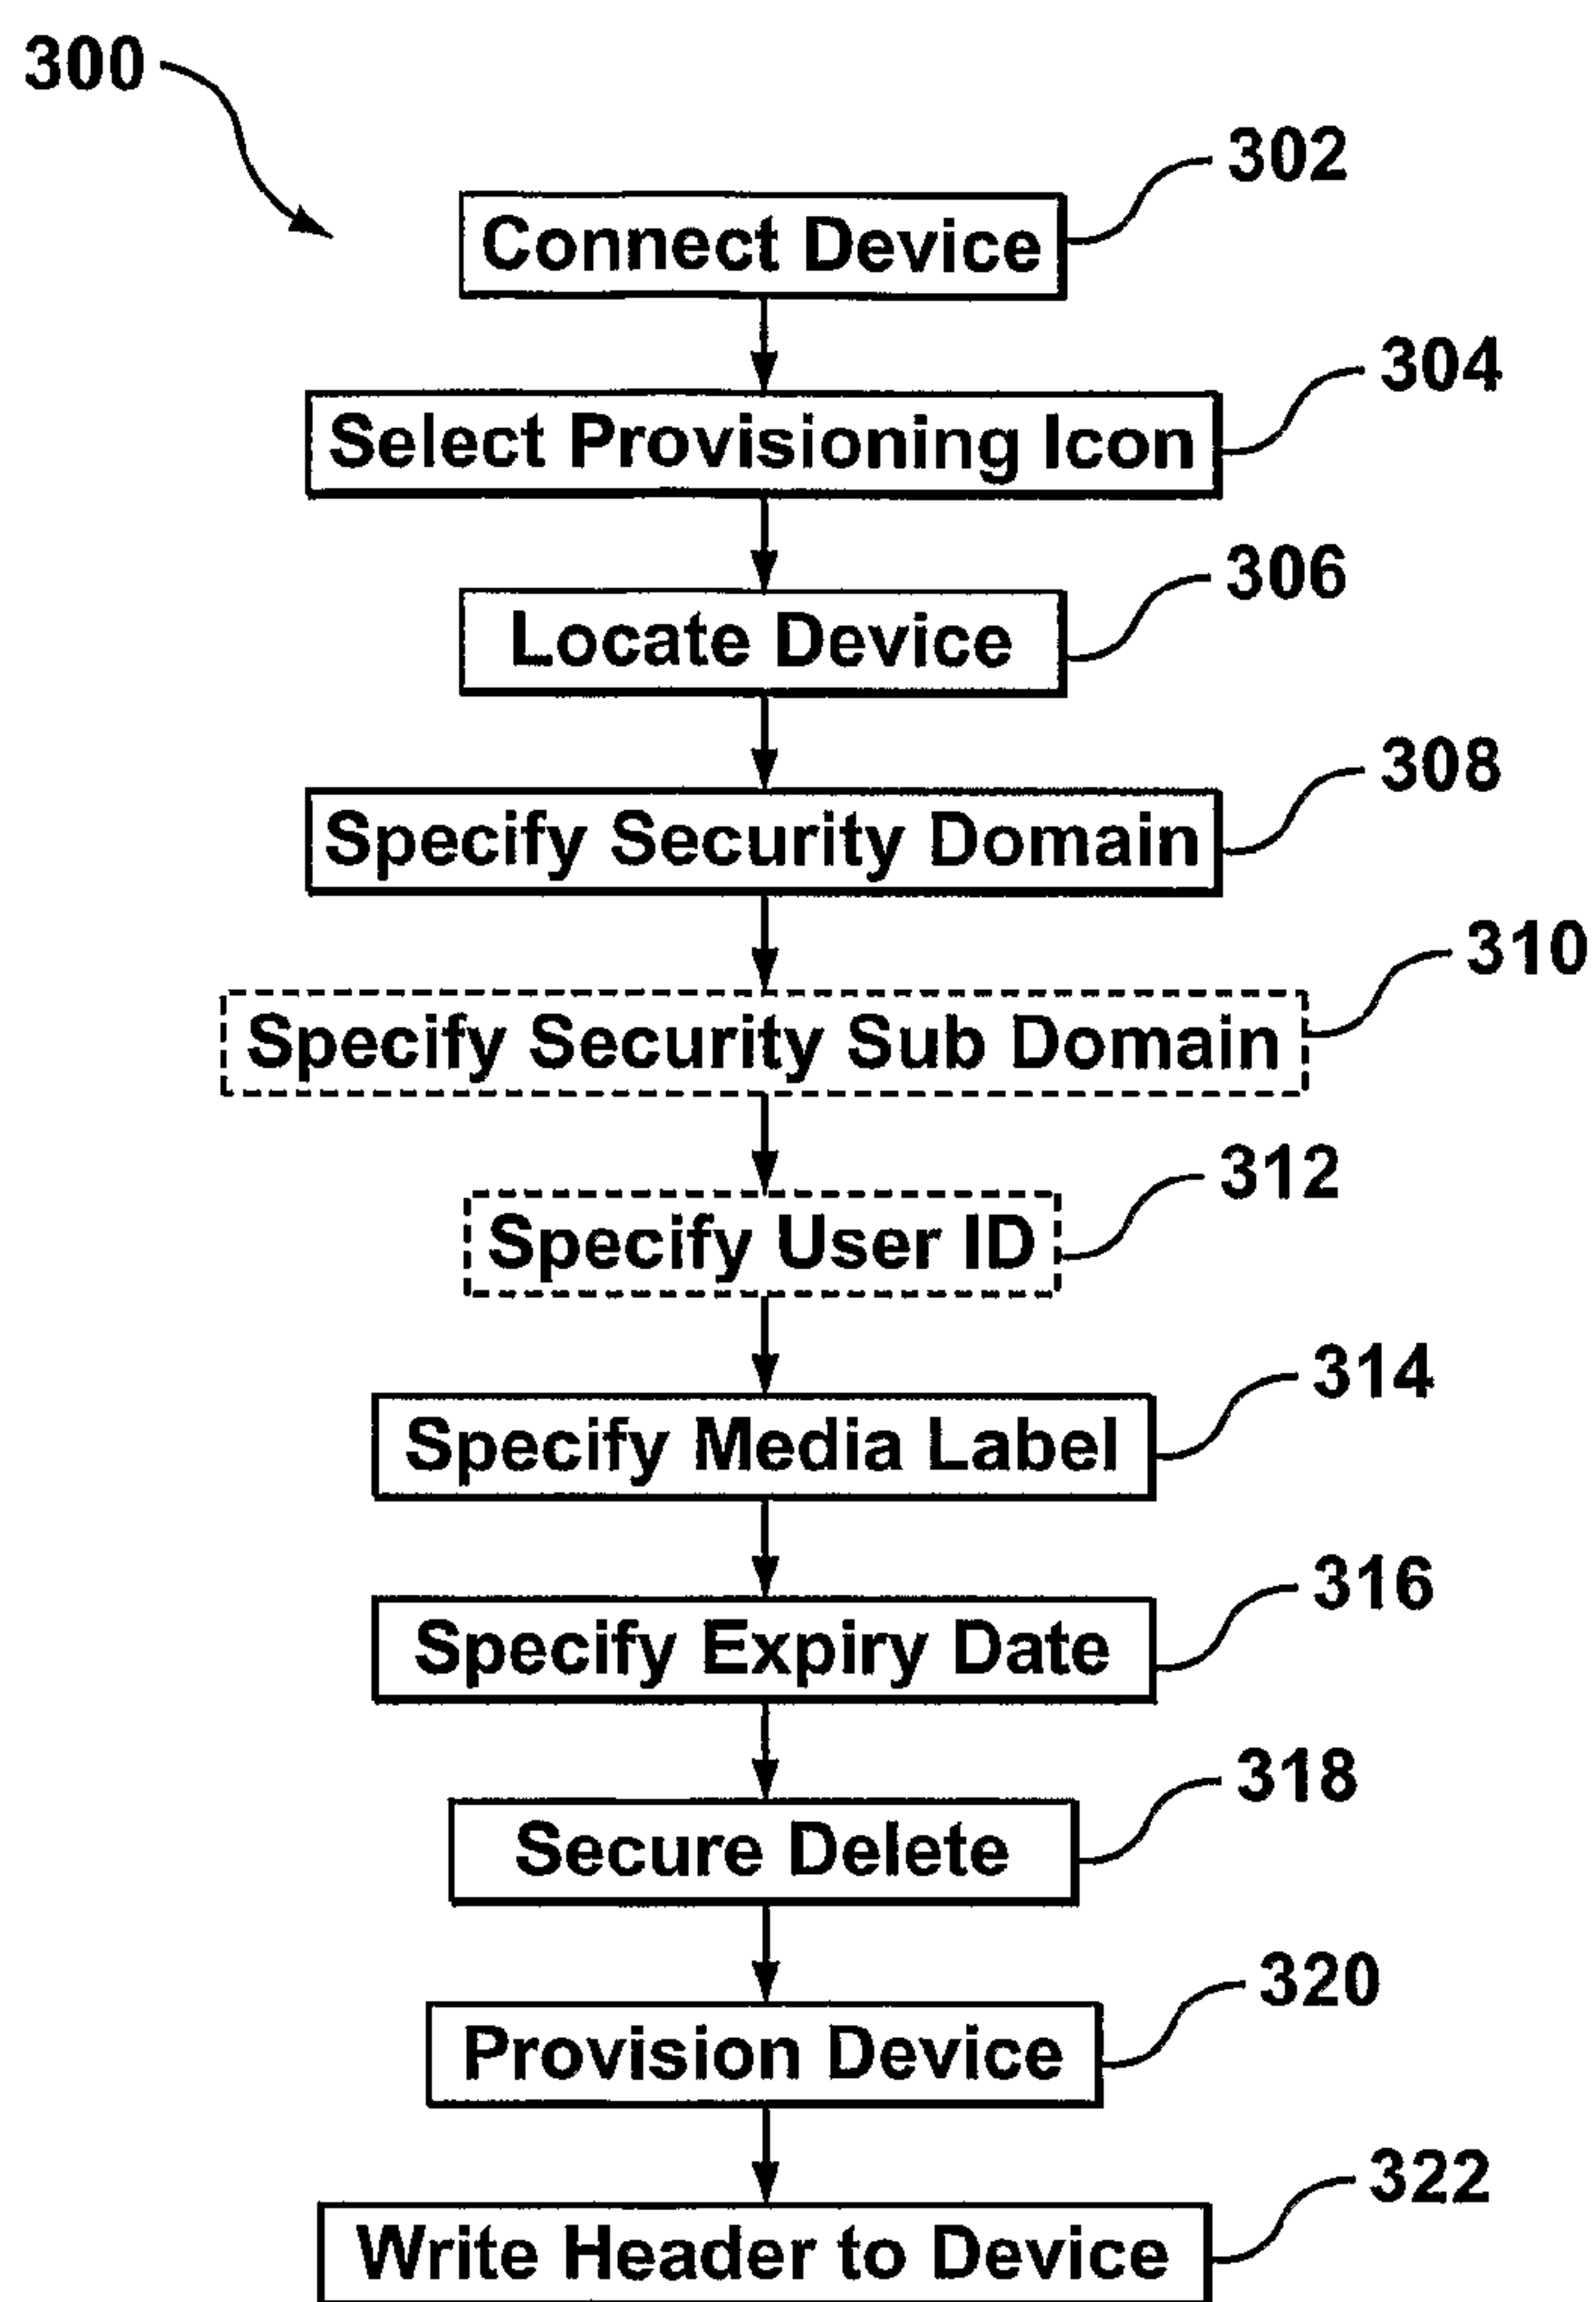 300
302
Connect Device
304
Select Provisioning Icon
306
Locate Device
308
Specify Security Domain
310
Specify Security Sub Domain
312
Specify User ID
314
Specify Media Label
316
Specify Expiry Date
318
Secure Delete
320
Provision Device
322
Write Header to Device